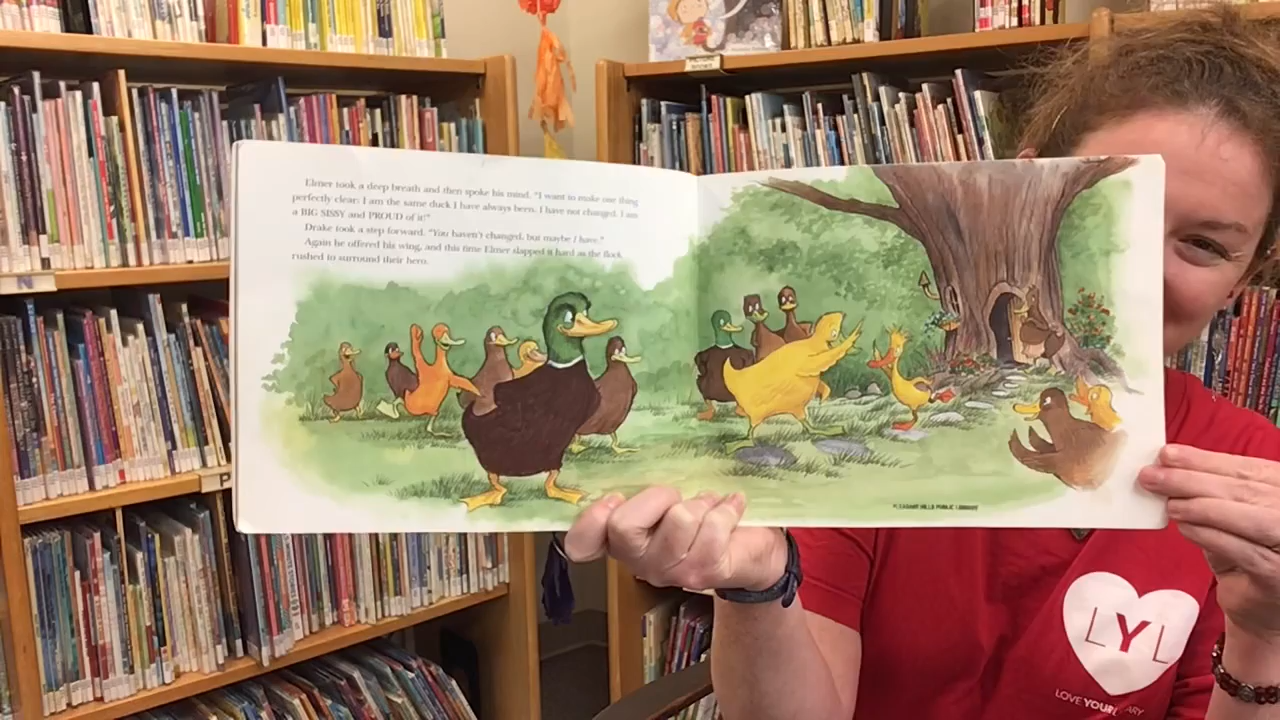 PICTURE
BOOKS
N
P
Elmer took a deep breath and then spoke his mind. "I want to make one thing
perfectly clear: I am the same duck I have always been. I have not changed. I am
a BIG SISSY and PROUD of it!"
Drake took a step forward. "You haven't changed, but maybe I have."
Again he offered his wing, and this time Elmer slapped it hard as the flock
rushed to surround their hero.
PLEASANT HILLS PUBLIC LIBRARY
LYL
LOVE YOUR